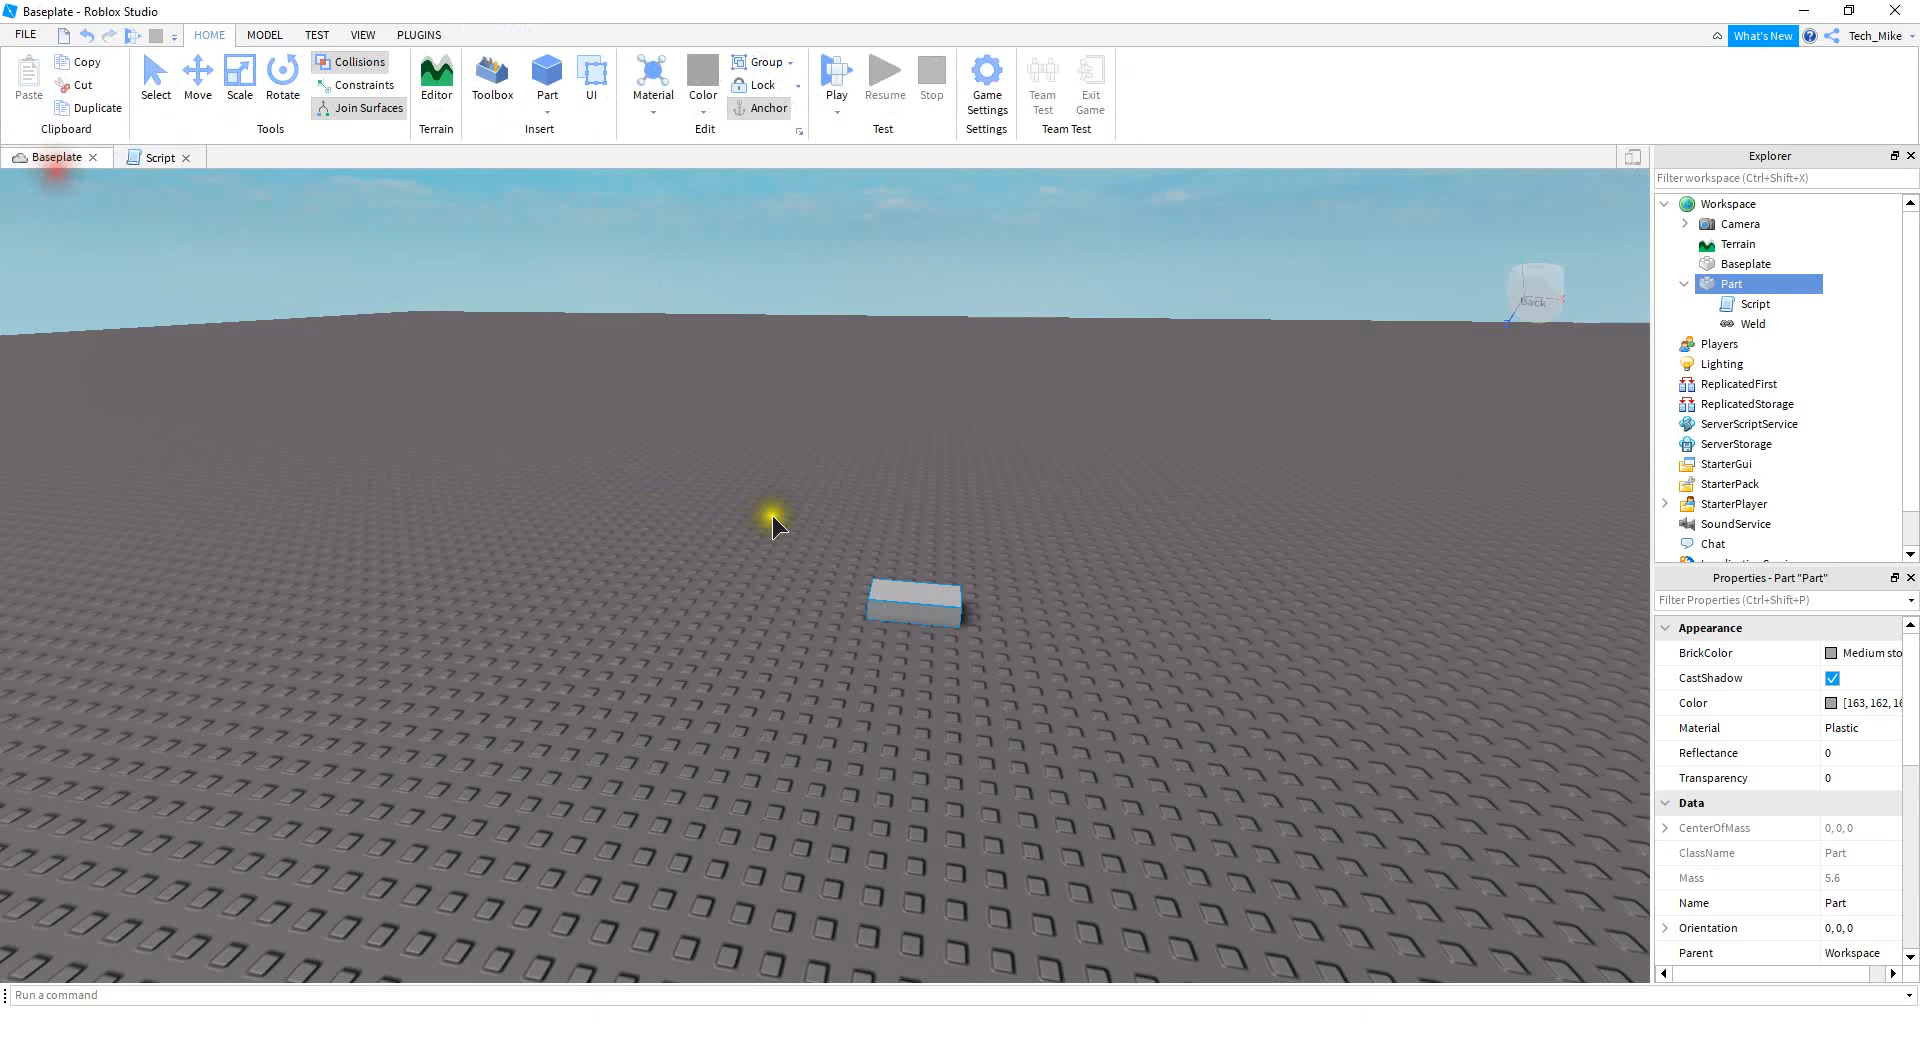 Baseplate - Roblox Studio
FILE HOME MODEL TEST VIEW PLUGINS What's New Tech_Mike
Paste Copy Cut Duplicate Clipboard
Select Move Scale Rotate Collisions Constraints Join Surfaces Tools
Editor Terrain
Toolbox Part UI Insert
Material Color Group Lock Anchor Edit
Play Resume Stop Test
Game Settings Settings
Team Test Exit Game Team Test
Baseplate Script
Back
Explorer
Filter workspace (Ctrl+Shift+X)
Workspace
Camera
Terrain
Baseplate
Part
Script
Weld
Players
Lighting
ReplicatedFirst
ReplicatedStorage
ServerScriptService
ServerStorage
StarterGui
StarterPack
StarterPlayer
SoundService
Chat
Properties - Part "Part"
Filter Properties (Ctrl+Shift+P)
Appearance
BrickColor Medium sto
CastShadow
Color [163, 162, 16
Material Plastic
Reflectance 0
Transparency 0
Data
CenterOfMass 0, 0, 0
ClassName Part
Mass 5.6
Name Part
Orientation 0, 0, 0
Parent Workspace
Run a command